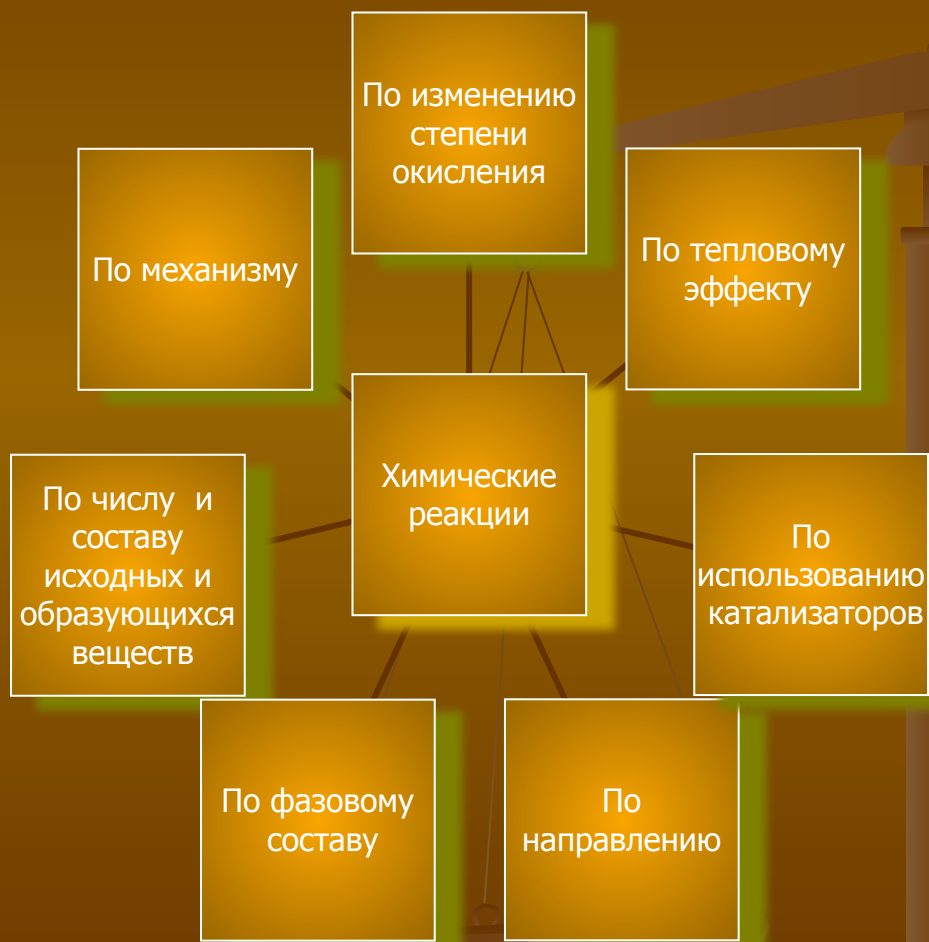 По изменению
степени
окисления
По механизму
По тепловому
эффекту
Химические
реакции
По числу и
составу
исходных и
образующихся
веществ
По
использованию
катализаторов
По фазовому
составу
По
направлению